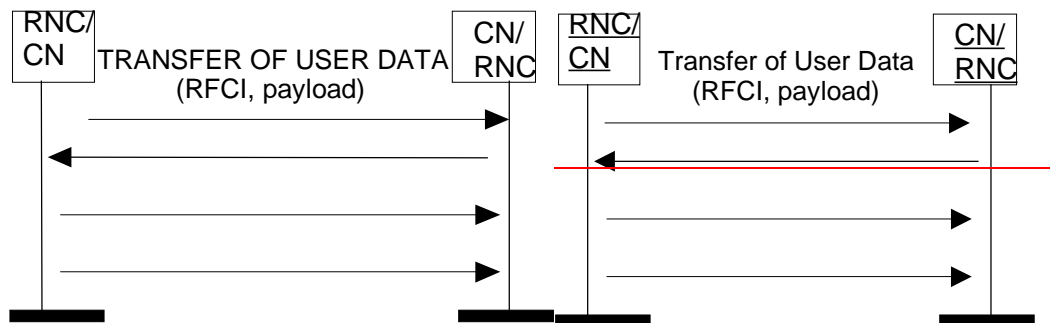 RNC/
CN
TRANSFER OF USER DATA
(RFCI, payload)
CN/
RNC
RNC/
CN
Transfer of User Data
(RFCI, payload)
CN/
RNC